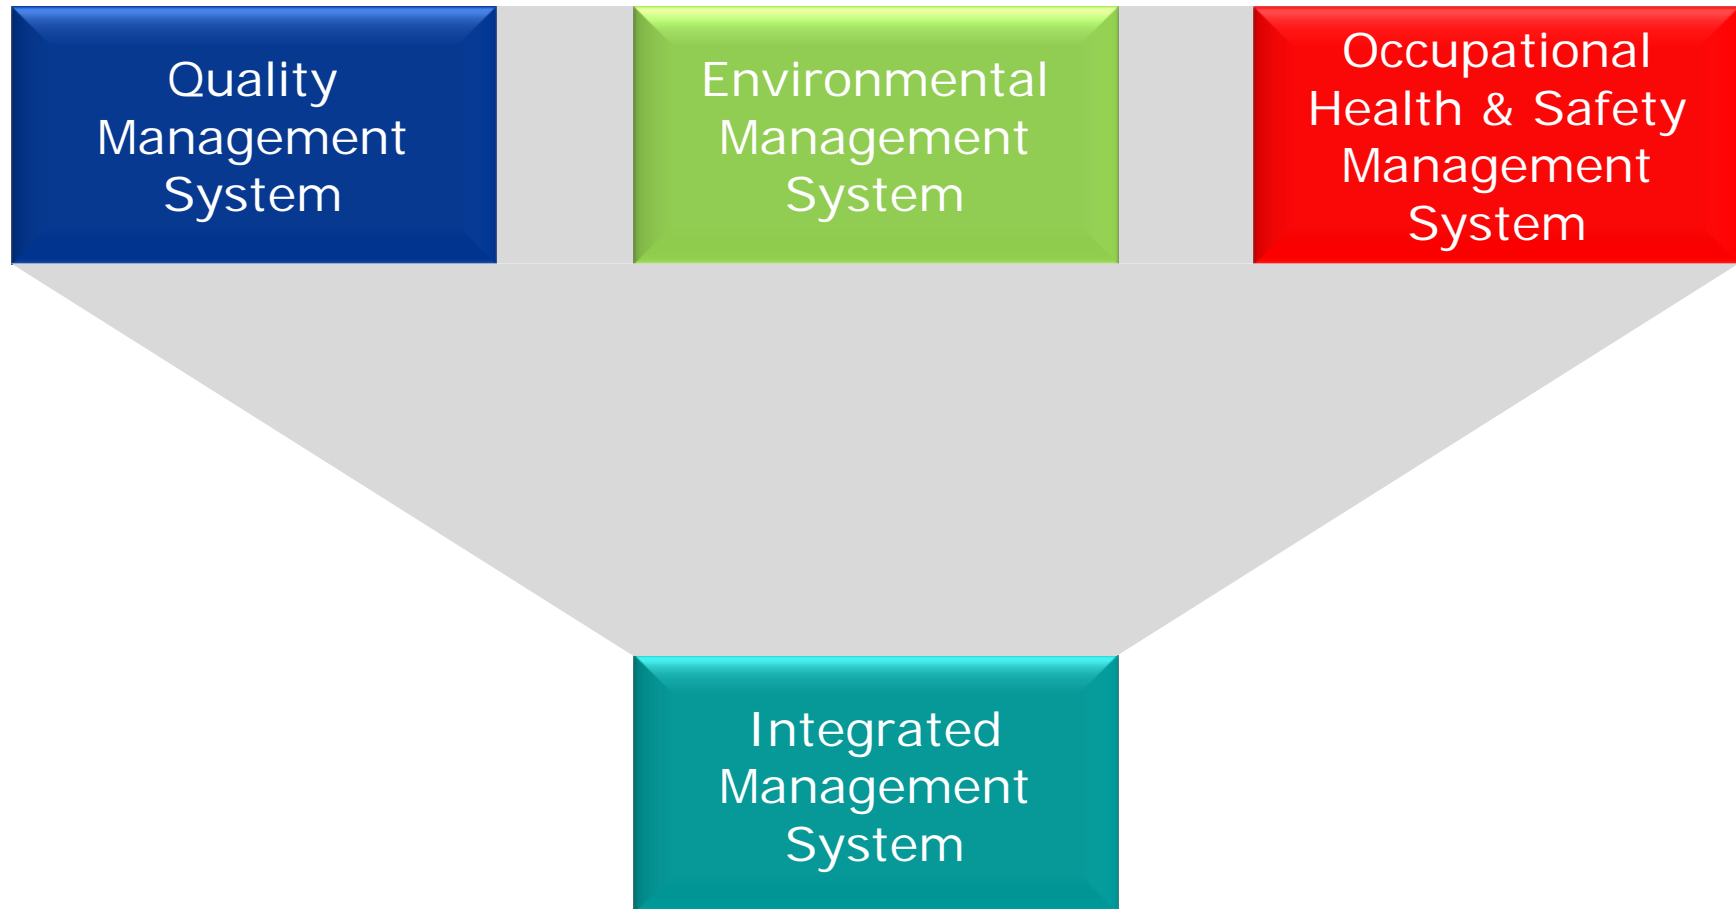 Quality
Management
System
Environmental
Management
System
Occupational
Health & Safety
Management
System
Integrated
Management
System